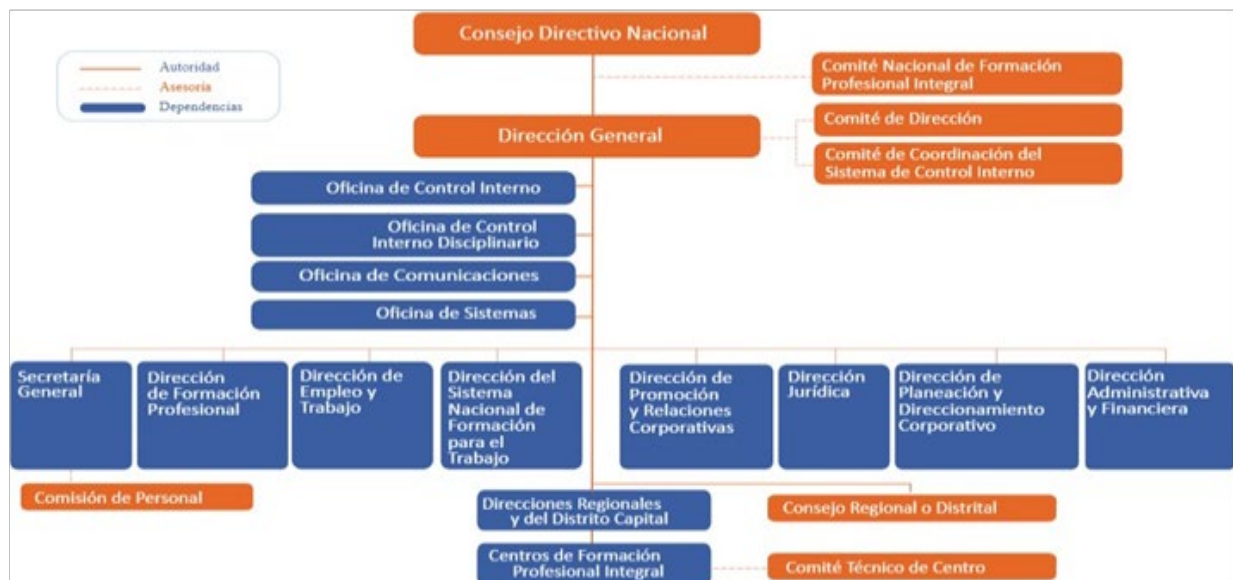 Consejo Directivo Nacional
Autoridad
Asesoría
Dependencias
Comité Nacional de Formación
Profesional Integral
Dirección General
Comité de Dirección
Comité de Coordinación del
Sistema de Control Interno
Oficina de Control Interno
Oficina de Control
Interno Disciplinario
Oficina de Comunicaciones
Oficina de Sistemas
Secretaría
General
Dirección
de Formación
Profesional
Dirección de
Empleo y
Trabajo
Dirección del
Sistema
Nacional de
Formación
para el
Trabajo
Dirección de
Promoción
y Relaciones
Corporativas
Dirección
Jurídica
Dirección de
Planeación y
Direccionamiento
Corporativo
Dirección
Administrativa
y Financiera
Comisión de Personal
Direcciones Regionales
y del Distrito Capital
Consejo Regional o Distrital
Centros de Formación
Profesional Integral
Comité Técnico de Centro